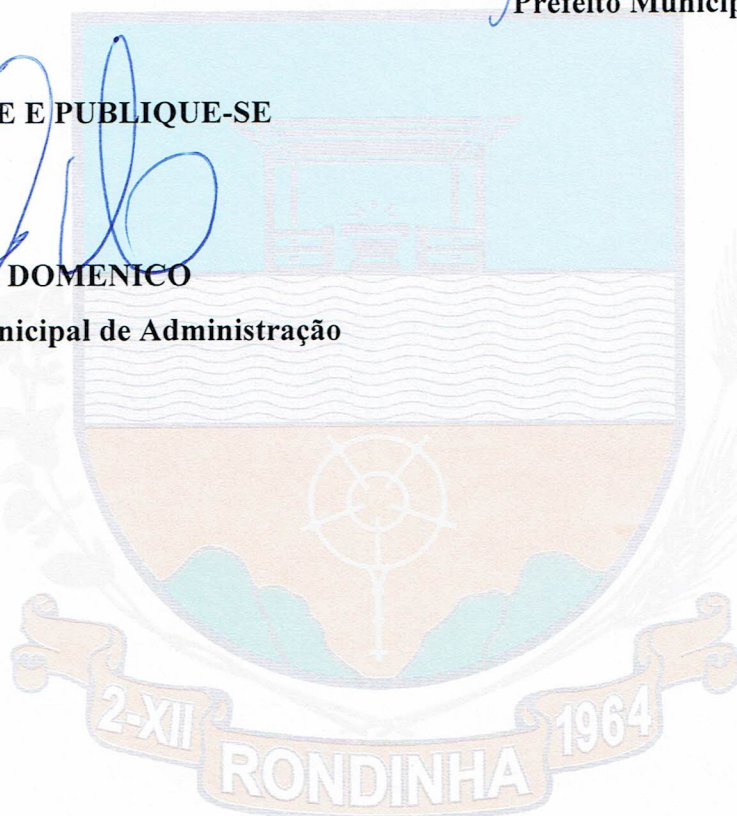 Prefeito Municip
E E PUBLIQUE-SE
DOMENICO
nicipal de Administração
2-XII
1964
RONDINHA